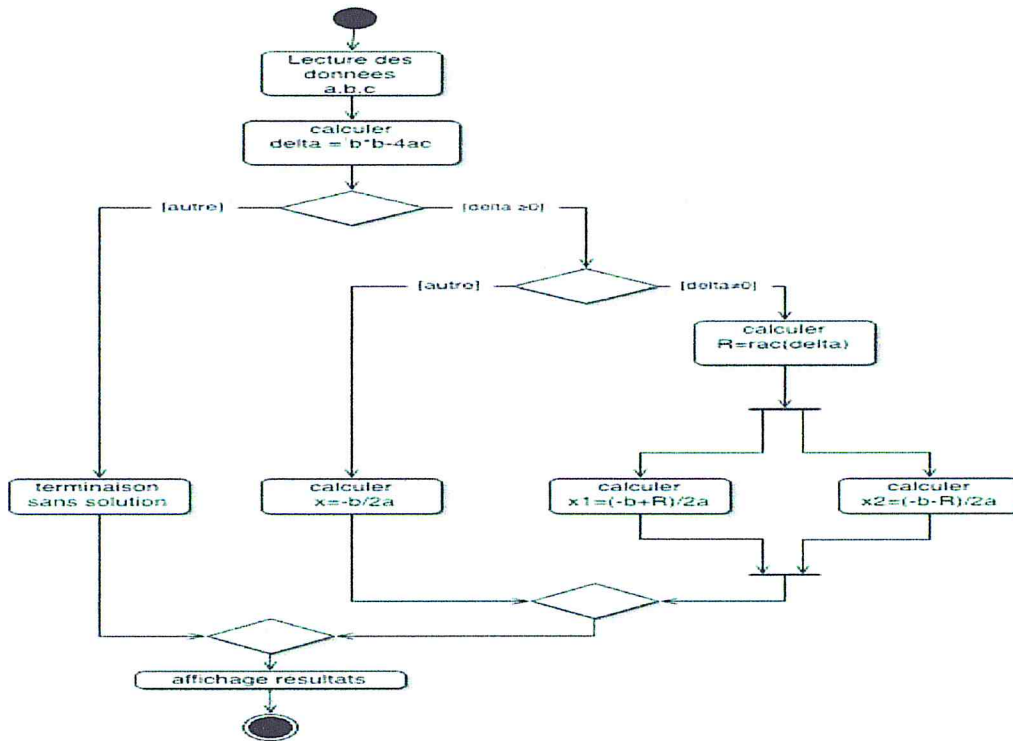 Lecture des
données
a.b.c
calculer
delta = b*b-4ac
[autre]
[delta ≥0]
[autre]
[delta≠0]
calculer
R=rac(delta)
terminaison
sans solution
calculer
x=-b/2a
calculer
x1=(-b+R)/2a
calculer
x2=(-b-R)/2a
affichage résultats